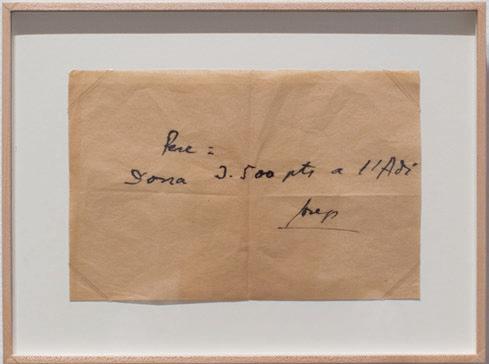 Pere =
Dona 3.500 pts a l'Adi
Josep